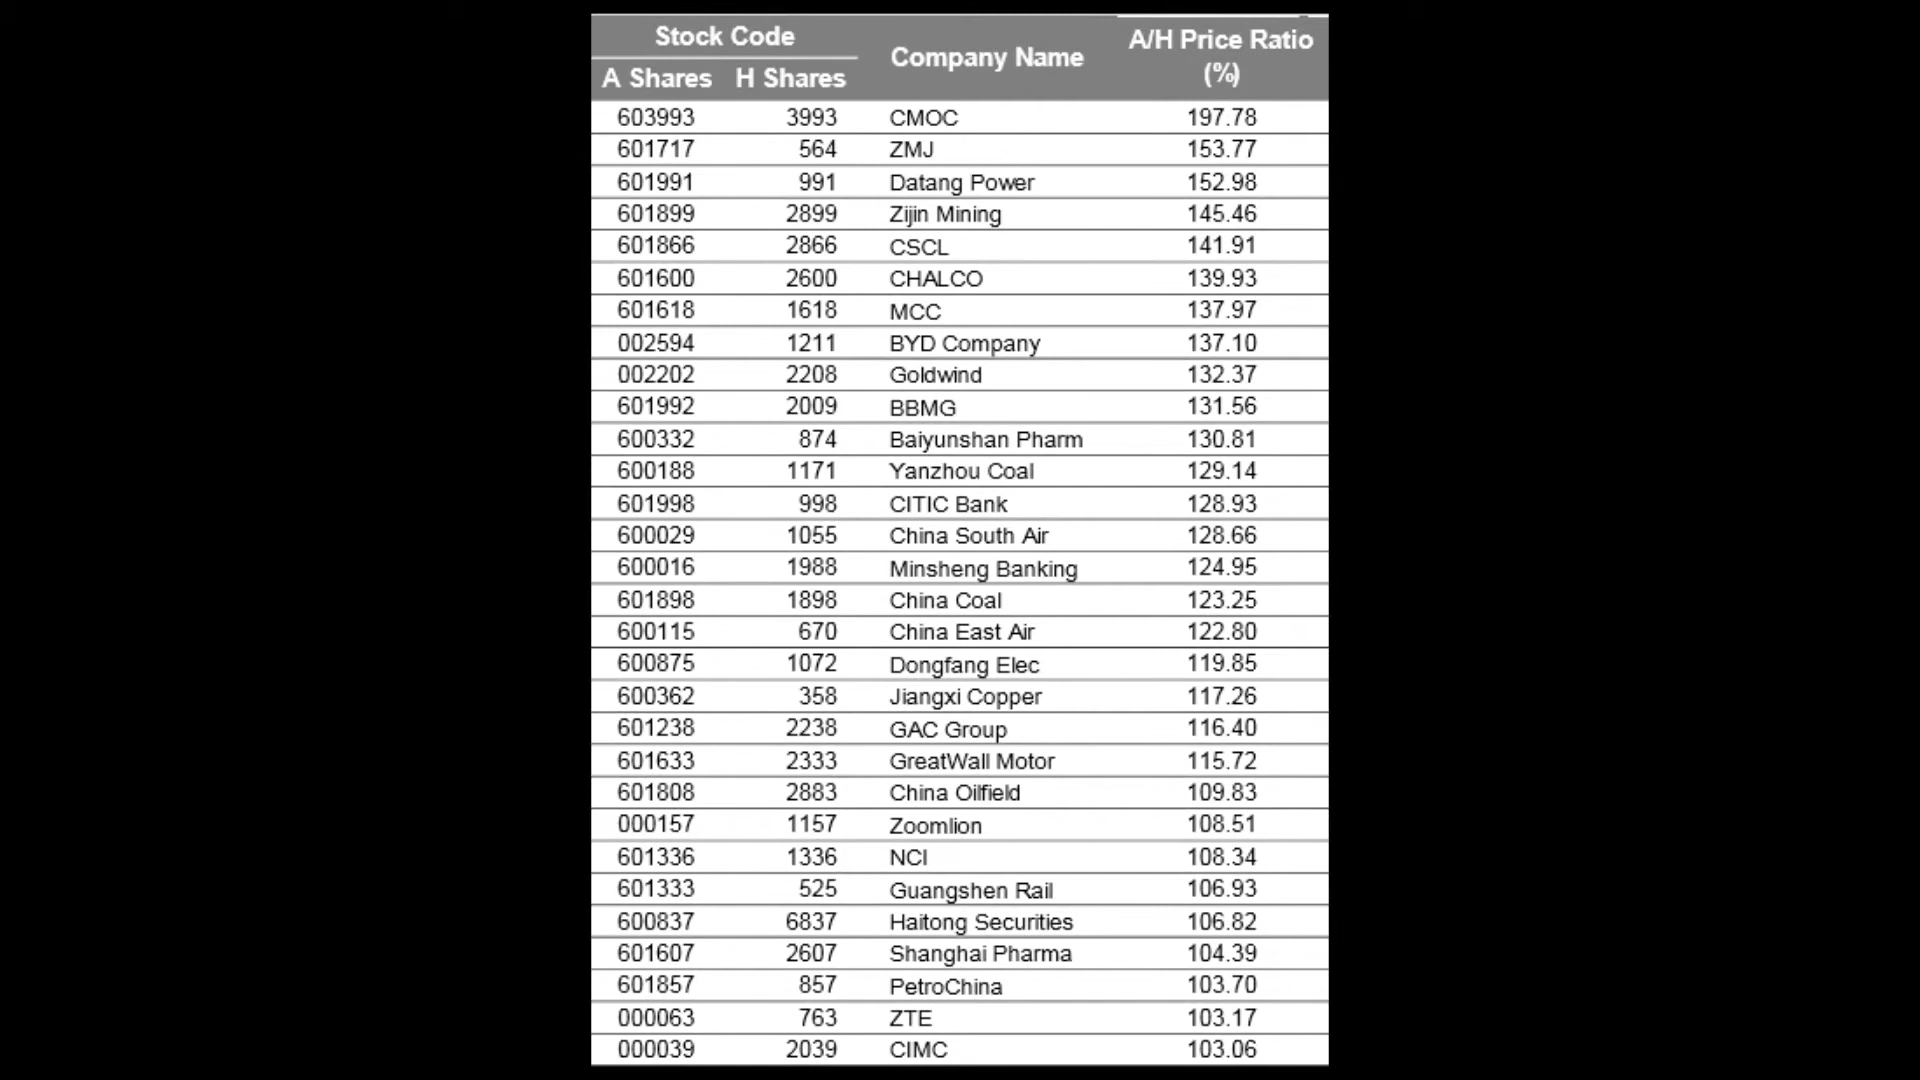 Stock Code Company Name A/H Price Ratio (%)
A Shares H Shares
603993 3993 CMOC 197.78
601717 564 ZMJ 153.77
601991 991 Datang Power 152.98
601899 2899 Zijin Mining 145.46
601866 2866 CSCL 141.91
601600 2600 CHALCO 139.93
601618 1618 MCC 137.97
002594 1211 BYD Company 137.10
002202 2208 Goldwind 132.37
601992 2009 BBMG 131.56
600332 874 Baiyunshan Pharm 130.81
600188 1171 Yanzhou Coal 129.14
601998 998 CITIC Bank 128.93
600029 1055 China South Air 128.66
600016 1988 Minsheng Banking 124.95
601898 1898 China Coal 123.25
600115 670 China East Air 122.80
600875 1072 Dongfang Elec 119.85
600362 358 Jiangxi Copper 117.26
601238 2238 GAC Group 116.40
601633 2333 GreatWall Motor 115.72
601808 2883 China Oilfield 109.83
000157 1157 Zoomlion 108.51
601336 1336 NCI 108.34
601333 525 Guangshen Rail 106.93
600837 6837 Haitong Securities 106.82
601607 2607 Shanghai Pharma 104.39
601857 857 PetroChina 103.70
000063 763 ZTE 103.17
000039 2039 CIMC 103.06